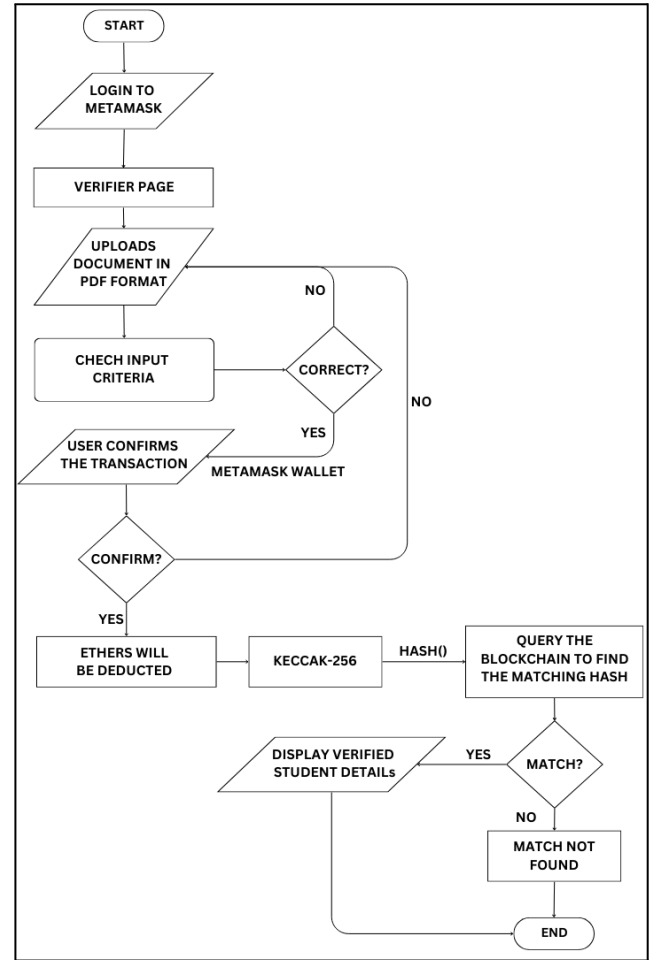 START
LOGIN TO
METAMASK
VERIFIER PAGE
UPLOADS
DOCUMENT IN
PDF FORMAT
NO
CHECH INPUT
CRITERIA
CORRECT?
NO
YES
USER CONFIRMS
THE TRANSACTION
METAMASK WALLET
CONFIRM?
YES
ETHERS WILL
BE DEDUCTED
KECCAK-256
HASH()
QUERY THE
BLOCKCHAIN TO FIND
THE MATCHING HASH
DISPLAY VERIFIED
STUDENT DETAILs
YES
MATCH?
NO
MATCH NOT
FOUND
END